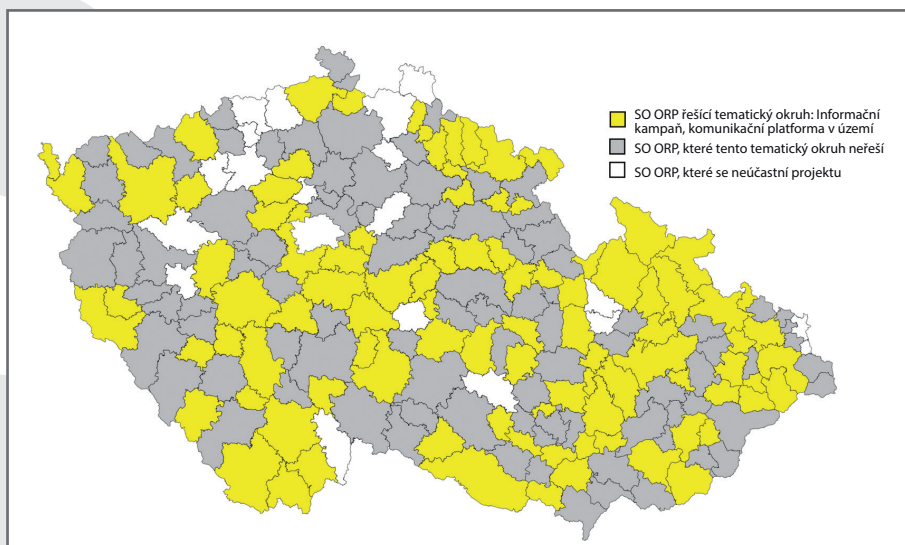 SO ORP řešící tematický okruh: Informační
kampaň, komunikační platforma v území
SO ORP, které tento tematický okruh neřeší
SO ORP, které se neúčastní projektu